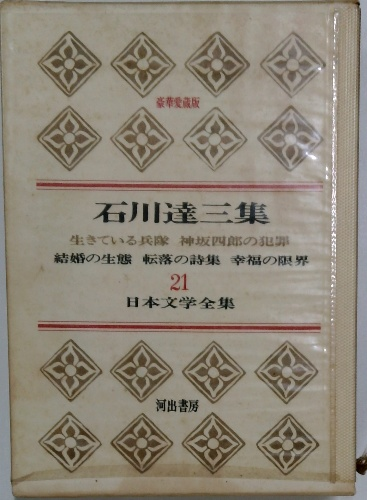 豪華愛蔵版
石川達三集
生きている兵隊 神坂四郎の犯罪
結婚の生態 転落の詩集 幸福の限界
21
日本文学全集
河出書房